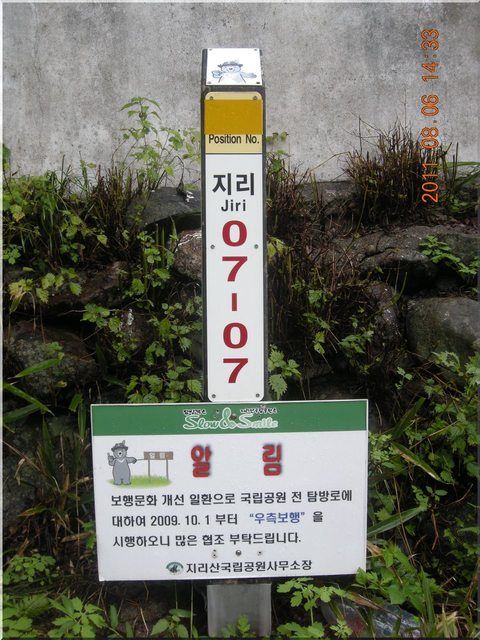 2011.08.06 14:33
Position No.
지리
Jiri
07-07
Slow & Smile
알림
알림
보행문화 개선 일환으로 국립공원 전 탐방로에
대하여 2009. 10. 1 부터 "우측보행" 을
시행하오니 많은 협조 부탁드립니다.
지리산국립공원사무소장